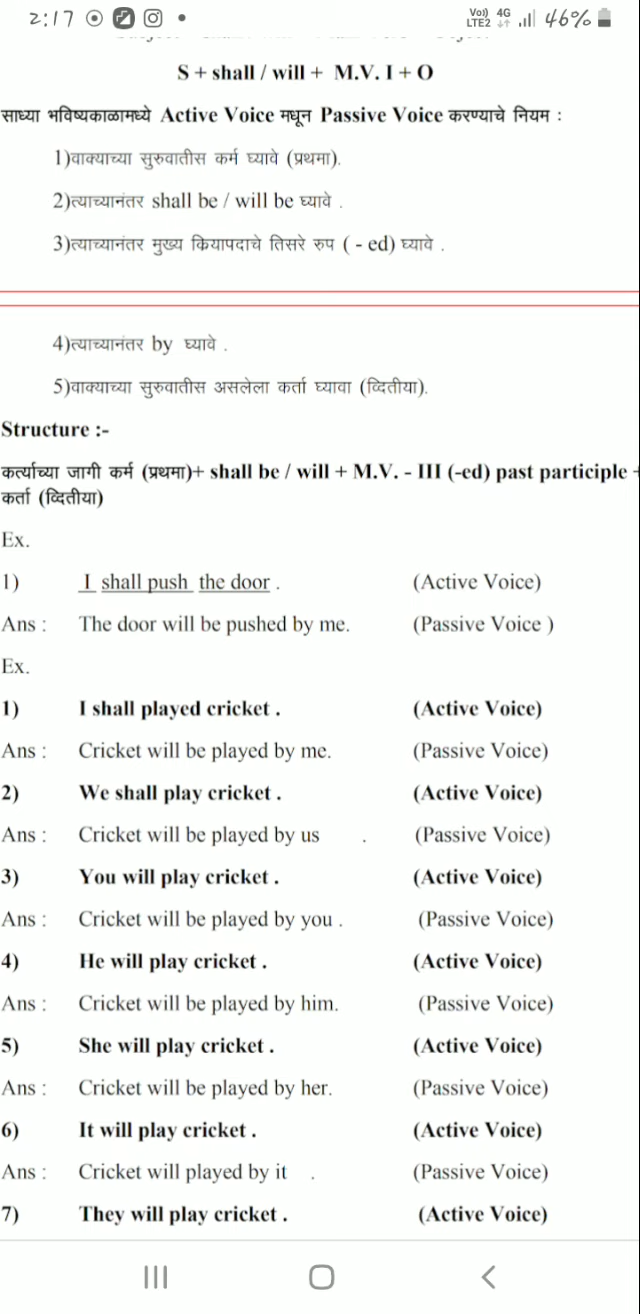 2:17
Vo)) 4G
LTE2 46%
S + shall / will + M.V. I + O
साध्या भविष्यकाळामध्ये Active Voice मधून Passive Voice करण्याचे नियम :
1)वाक्याच्या सुरुवातीस कर्म घ्यावे (प्रथमा).
2)त्याच्यानंतर shall be / will be घ्यावे .
3)त्याच्यानंतर मुख्य कियापदाचे तिसरे रुप ( - ed) घ्यावे .
4)त्याच्यानंतर by घ्यावे .
5)वाक्याच्या सुरुवातीस असलेला कर्ता घ्यावा (व्दितीया).
Structure :-
कर्त्याच्या जागी कर्म (प्रथमा)+ shall be / will + M.V. - III (-ed) past participle +
कर्ता (व्दितीया)
Ex.
1) I shall push the door . (Active Voice)
Ans : The door will be pushed by me. (Passive Voice )
Ex.
1) I shall played cricket . (Active Voice)
Ans : Cricket will be played by me. (Passive Voice)
2) We shall play cricket . (Active Voice)
Ans : Cricket will be played by us . (Passive Voice)
3) You will play cricket . (Active Voice)
Ans : Cricket will be played by you . (Passive Voice)
4) He will play cricket . (Active Voice)
Ans : Cricket will be played by him. (Passive Voice)
5) She will play cricket . (Active Voice)
Ans : Cricket will be played by her. (Passive Voice)
6) It will play cricket . (Active Voice)
Ans : Cricket will played by it . (Passive Voice)
7) They will play cricket . (Active Voice)